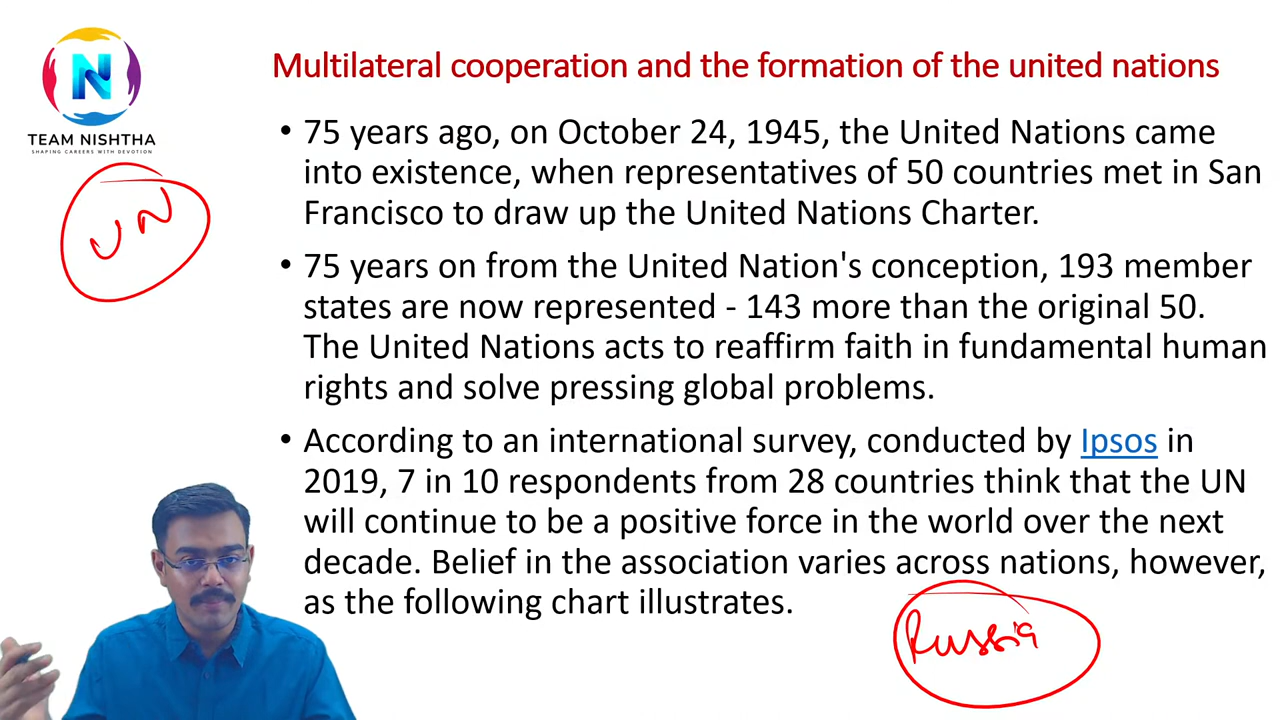 Multilateral cooperation and the formation of the united nations
TEAM NISHTHA
SHAPING CAREERS WITH DEVOTION
UN
• 75 years ago, on October 24, 1945, the United Nations came
into existence, when representatives of 50 countries met in San
Francisco to draw up the United Nations Charter.
• 75 years on from the United Nation's conception, 193 member
states are now represented - 143 more than the original 50.
The United Nations acts to reaffirm faith in fundamental human
rights and solve pressing global problems.
• According to an international survey, conducted by Ipsos in
2019, 7 in 10 respondents from 28 countries think that the UN
will continue to be a positive force in the world over the next
decade. Belief in the association varies across nations, however,
as the following chart illustrates.
Russia